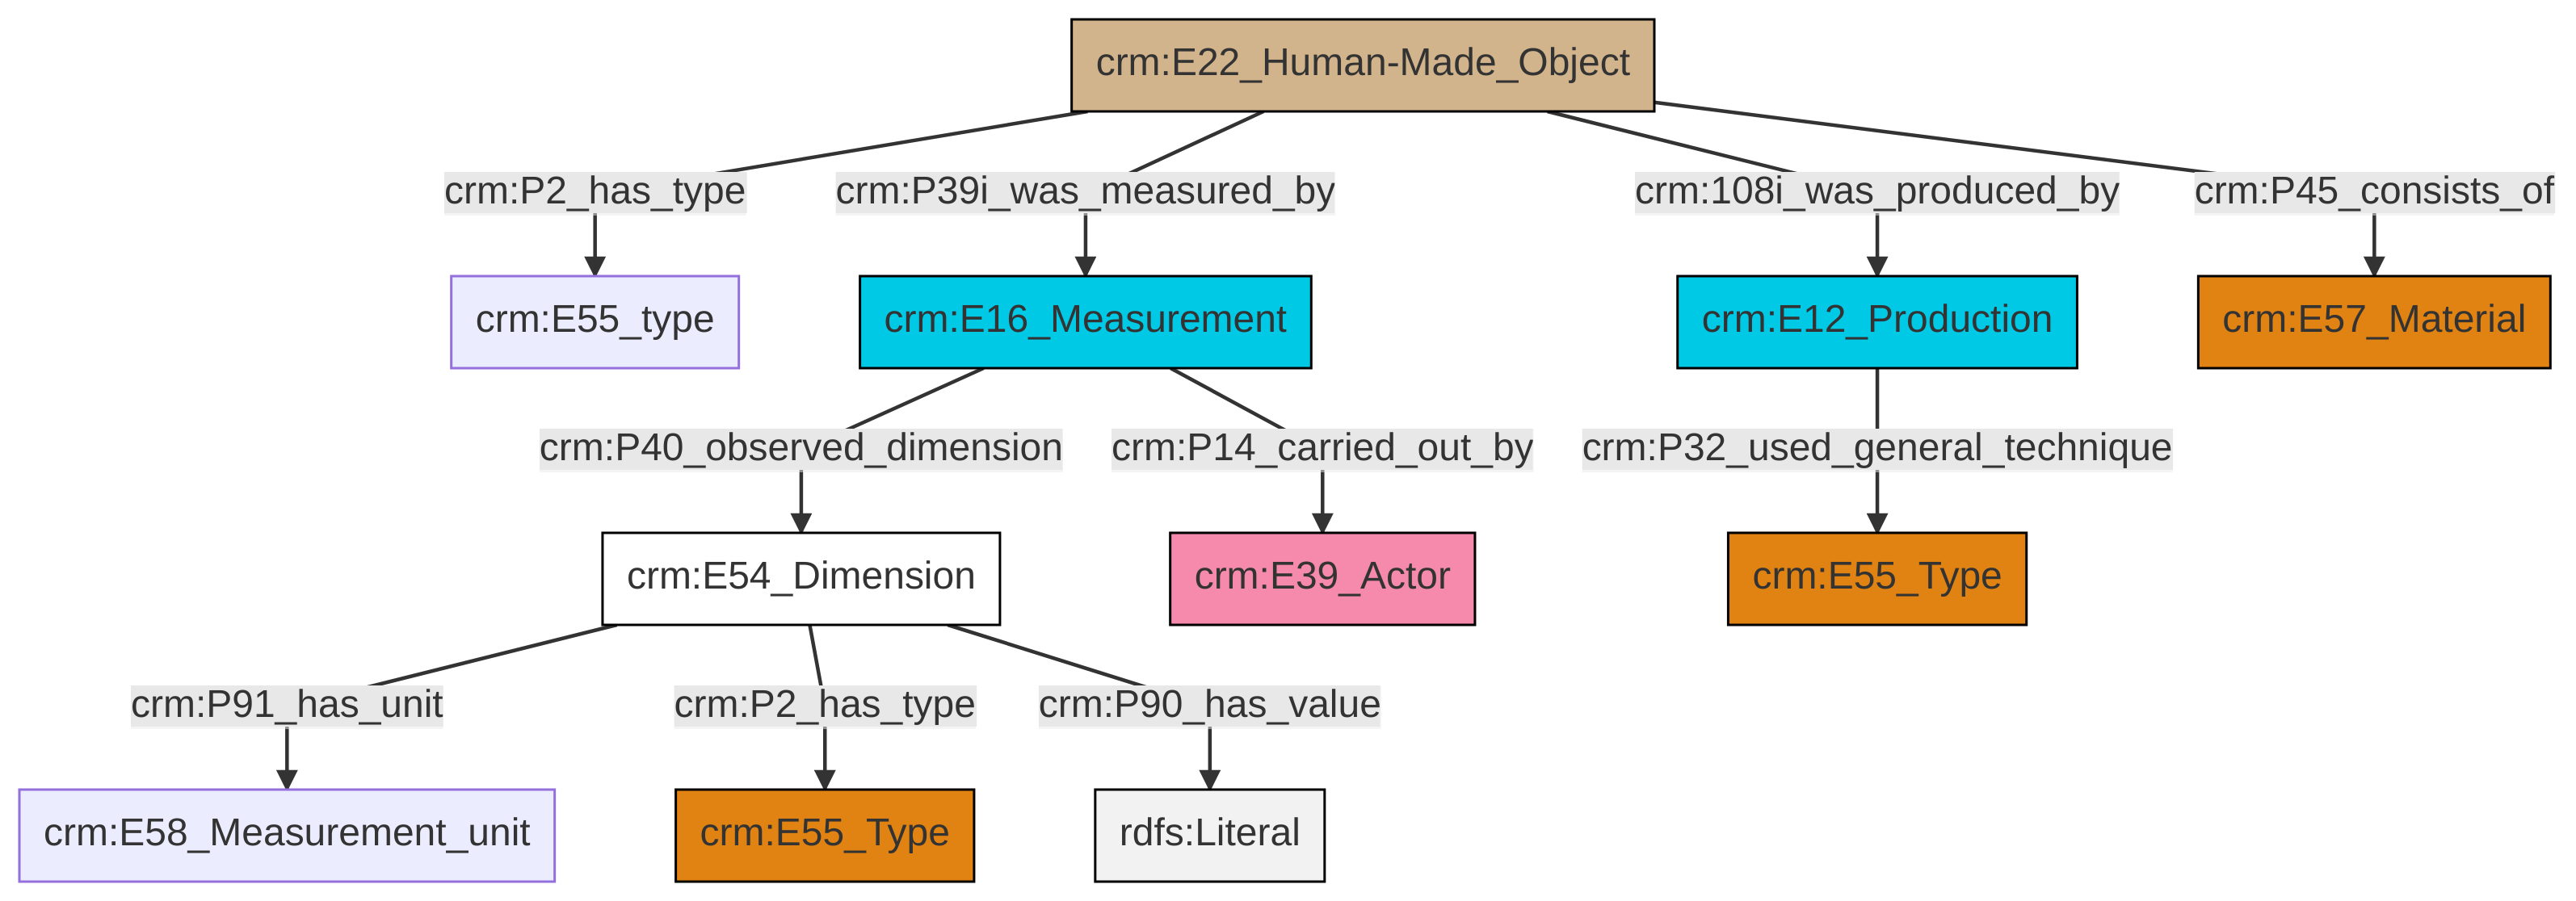 crm:E22_Human-Made_Object
crm:P2_has_type
crm:P39i_was_measured_by
crm:108i_was_produced_by
crm:P45_consists_of
crm:E55_type
crm:E16_Measurement
crm:E12_Production
crm:E57_Material
crm:P40_observed_dimension
crm:P14_carried_out_by
crm:P32_used_general_technique
crm:E54_Dimension
crm:E39_Actor
crm:E55_Type
crm:P91_has_unit
crm:P2_has_type
crm:P90_has_value
crm:E58_Measurement_unit
crm:E55_Type
rdfs:Literal